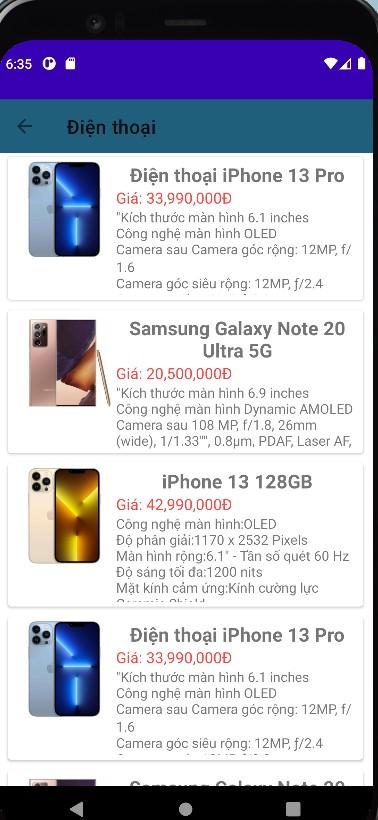 6:35
Điện thoại
Điện thoại iPhone 13 Pro
Giá: 33,990,000Đ
"Kích thước màn hình 6.1 inches
Công nghệ màn hình OLED
Camera sau Camera góc rộng: 12MP, f/
1.6
Camera góc siêu rộng: 12MP, ƒ/2.4
Samsung Galaxy Note 20
Ultra 5G
Giá: 20,500,000Đ
"Kích thước màn hình 6.9 inches
Công nghệ màn hình Dynamic AMOLED
Camera sau 108 MP, f/1.8, 26mm
(wide), 1/1.33"", 0.8µm, PDAF, Laser AF,
iPhone 13 128GB
Giá: 42,990,000Đ
Công nghệ màn hình:OLED
Độ phân giải:1170 x 2532 Pixels
Màn hình rộng:6.1" - Tần số quét 60 Hz
Độ sáng tối đa:1200 nits
Mặt kính cảm ứng:Kính cường lực
Ceramic Shield
Điện thoại iPhone 13 Pro
Giá: 33,990,000Đ
"Kích thước màn hình 6.1 inches
Công nghệ màn hình OLED
Camera sau Camera góc rộng: 12MP, f/
1.6
Camera góc siêu rộng: 12MP, ƒ/2.4
Samsung Galaxy Note 20